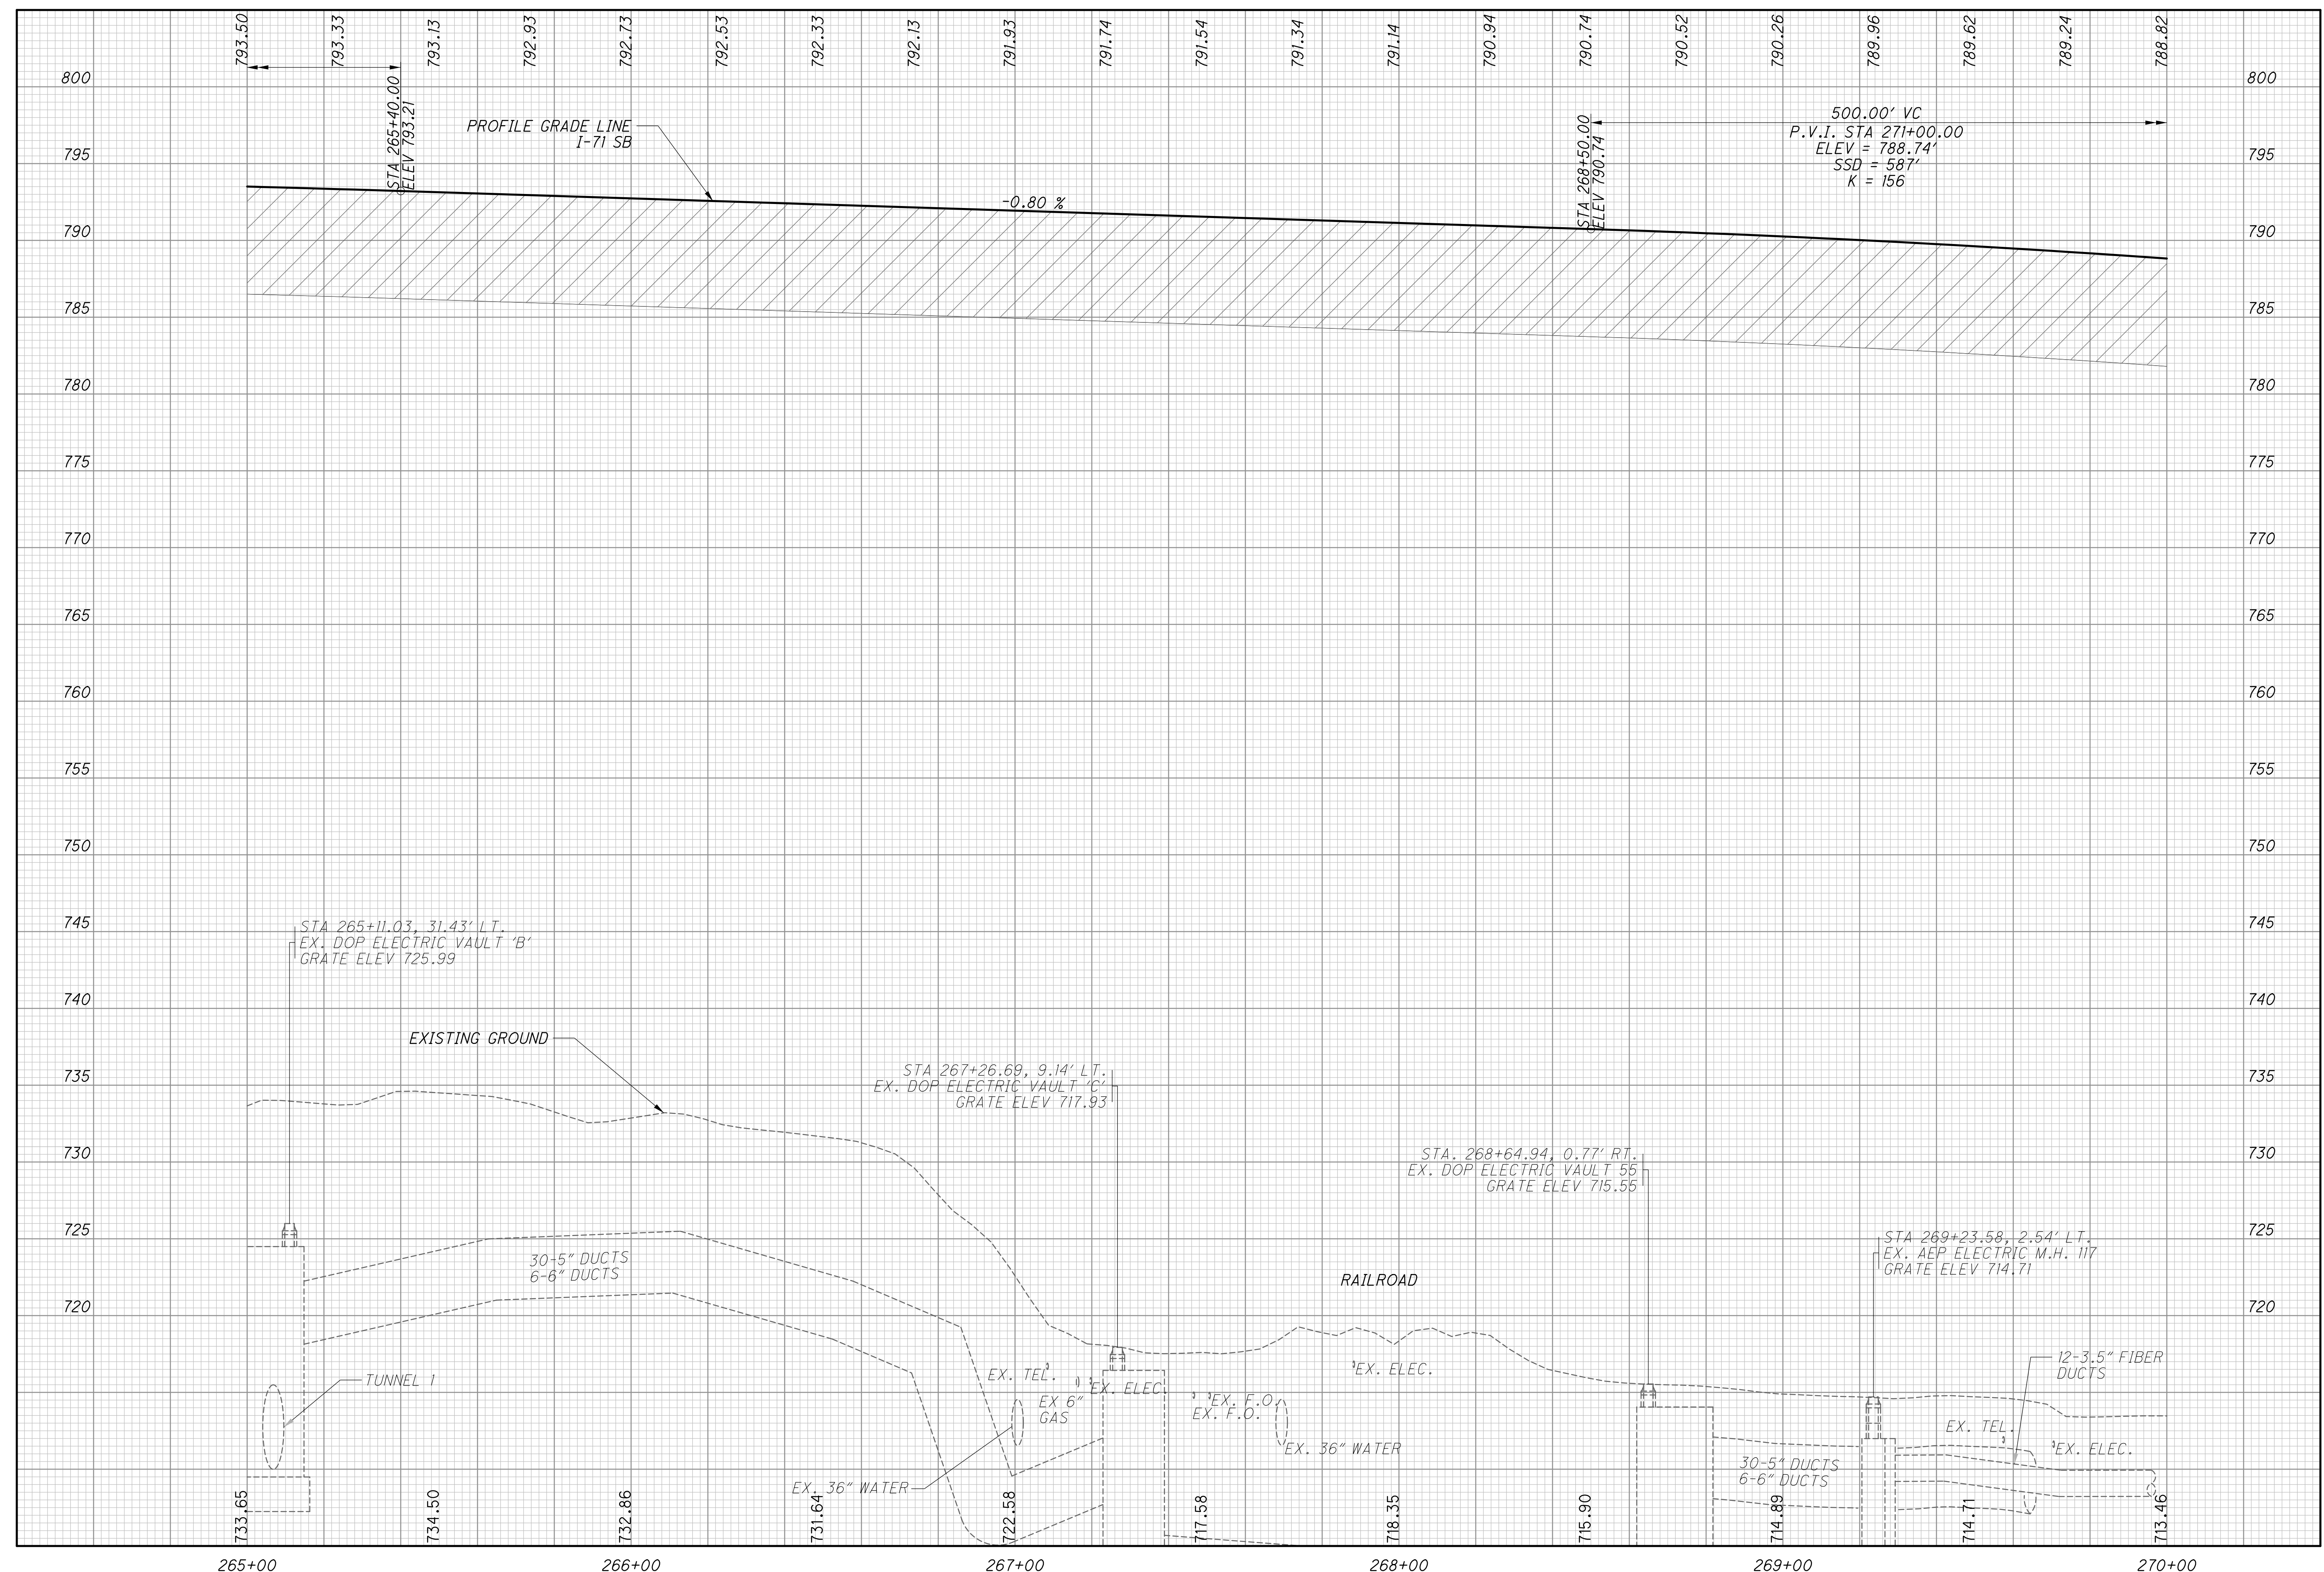 793.50
793.33
793.13
792.93
792.73
792.53
792.33
792.13
791.93
791.74
791.54
791.34
791.14
790.94
790.74
790.52
790.26
789.96
789.62
789.24
788.82
800
800
STA 265+40.00
ELEV 793.21
PROFILE GRADE LINE
I-71 SB
STA 268+50.00
ELEV 790.74
500.00' VC
P.V.I. STA 271+00.00
ELEV = 788.74'
SSD = 587'
K = 156
795
795
-0.80 %
790
790
785
785
780
780
775
775
770
770
765
765
760
760
755
755
750
750
745
745
STA 265+11.03, 31.43' LT.
EX. DOP ELECTRIC VAULT 'B'
GRATE ELEV 725.99
740
740
EXISTING GROUND
735
735
STA 267+26.69, 9.14' LT.
EX. DOP ELECTRIC VAULT 'C'
GRATE ELEV 717.93
730
730
STA. 268+64.94, 0.77' RT.
EX. DOP ELECTRIC VAULT 55
GRATE ELEV 715.55
725
725
STA 269+23.58, 2.54' LT.
EX. AEP ELECTRIC M.H. 117
GRATE ELEV 714.71
30-5" DUCTS
6-6" DUCTS
RAILROAD
720
720
TUNNEL 1
EX. TEL.
EX. ELEC.
EX 6"
GAS
EX. F.O.
EX. F.O.
EX. ELEC.
12-3.5" FIBER
DUCTS
EX. 36" WATER
EX. 36" WATER
EX. TEL.
EX. ELEC.
30-5" DUCTS
6-6" DUCTS
733.65
734.50
732.86
731.64
722.58
717.58
718.35
715.90
714.89
714.71
713.46
265+00
266+00
267+00
268+00
269+00
270+00